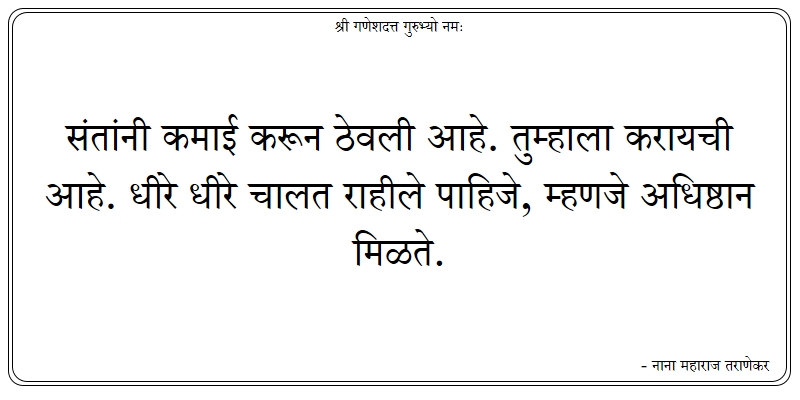 श्री गणेशदत्त गुरुभ्यो नमः
संतांनी कमाई करून ठेवली आहे. तुम्हाला करायची
आहे. धीरे धीरे चालत राहीले पाहिजे, म्हणजे अधिष्ठान
मिळते.
- नाना महाराज तराणेकर